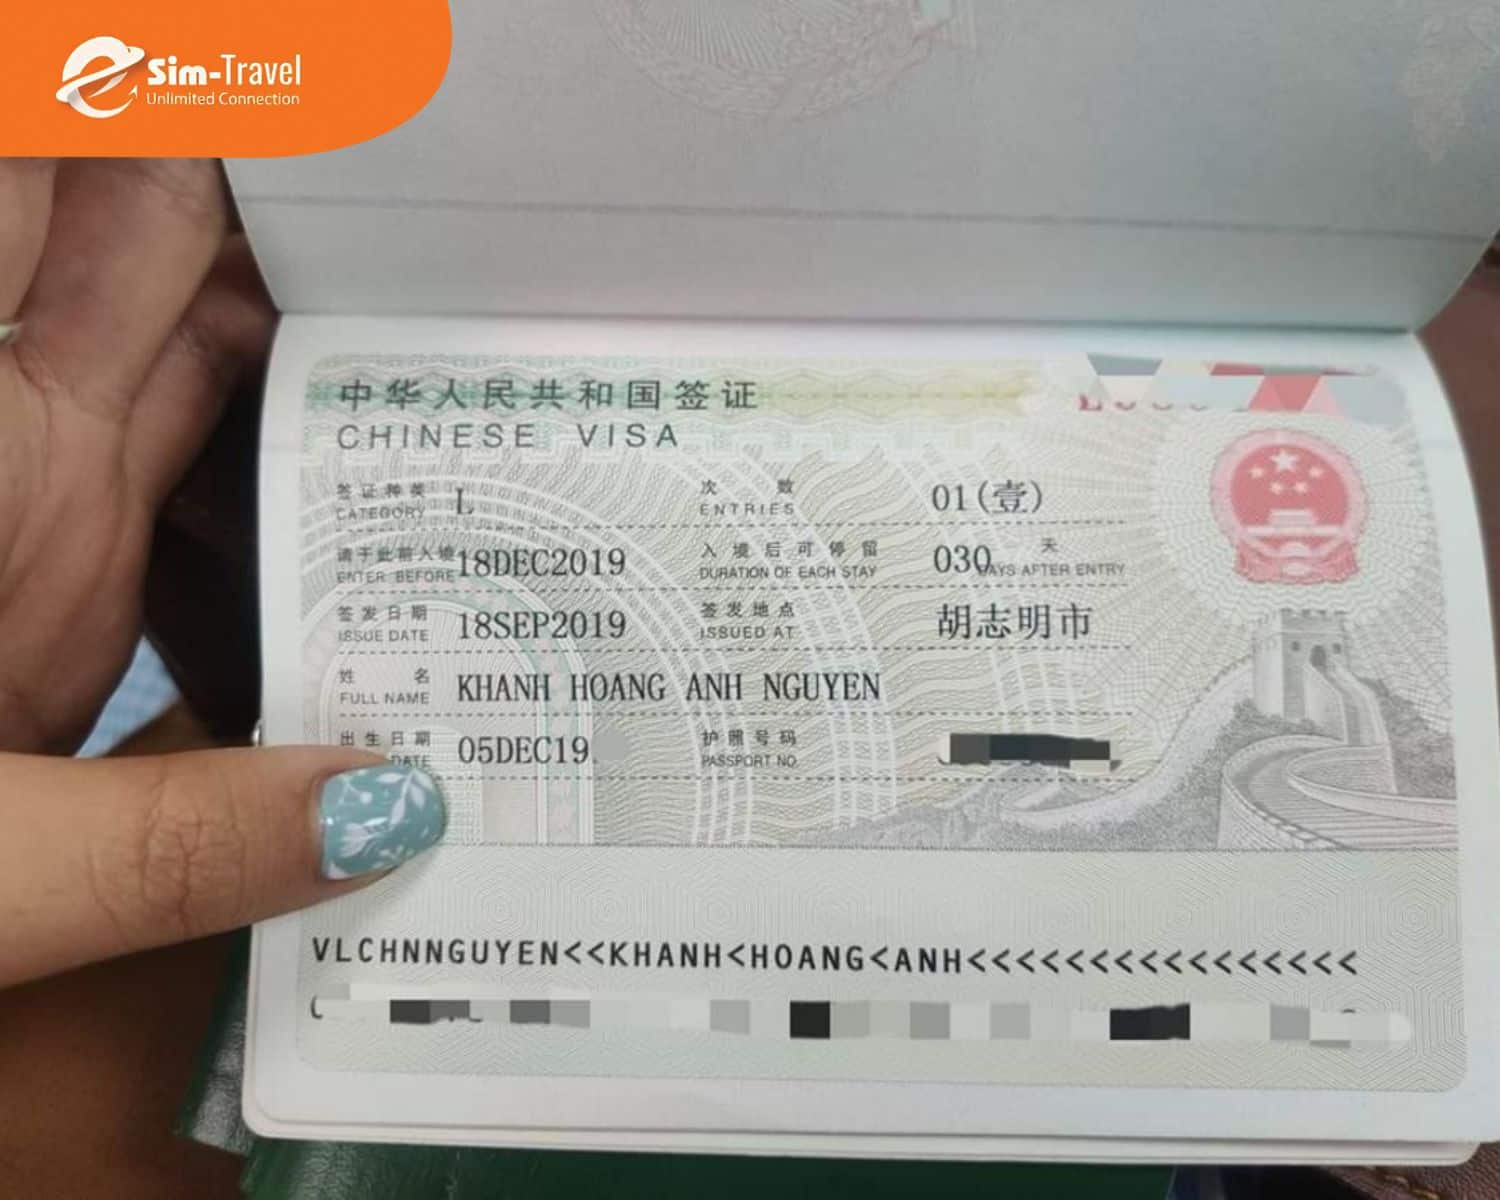 Sim-Travel
Unlimited Connection
中华人民共和国签证
CHINESE VISA
签证种类 CATEGORY L 次数 ENTRIES 01(壹)
请于此前入境 ENTER BEFORE 18DEC2019 入境后可停留 DURATION OF EACH STAY 030 天 DAYS AFTER ENTRY
签发日期 ISSUE DATE 18SEP2019 签发地点 ISSUED AT 胡志明市
姓名 FULL NAME KHANH HOANG ANH NGUYEN
出生日期 DATE 05DEC19 护照号码 PASSPORT NO.
VLCHNNGUYEN<<KHANH<HOANG<ANH<<<<<<<<<<<<<<<<<